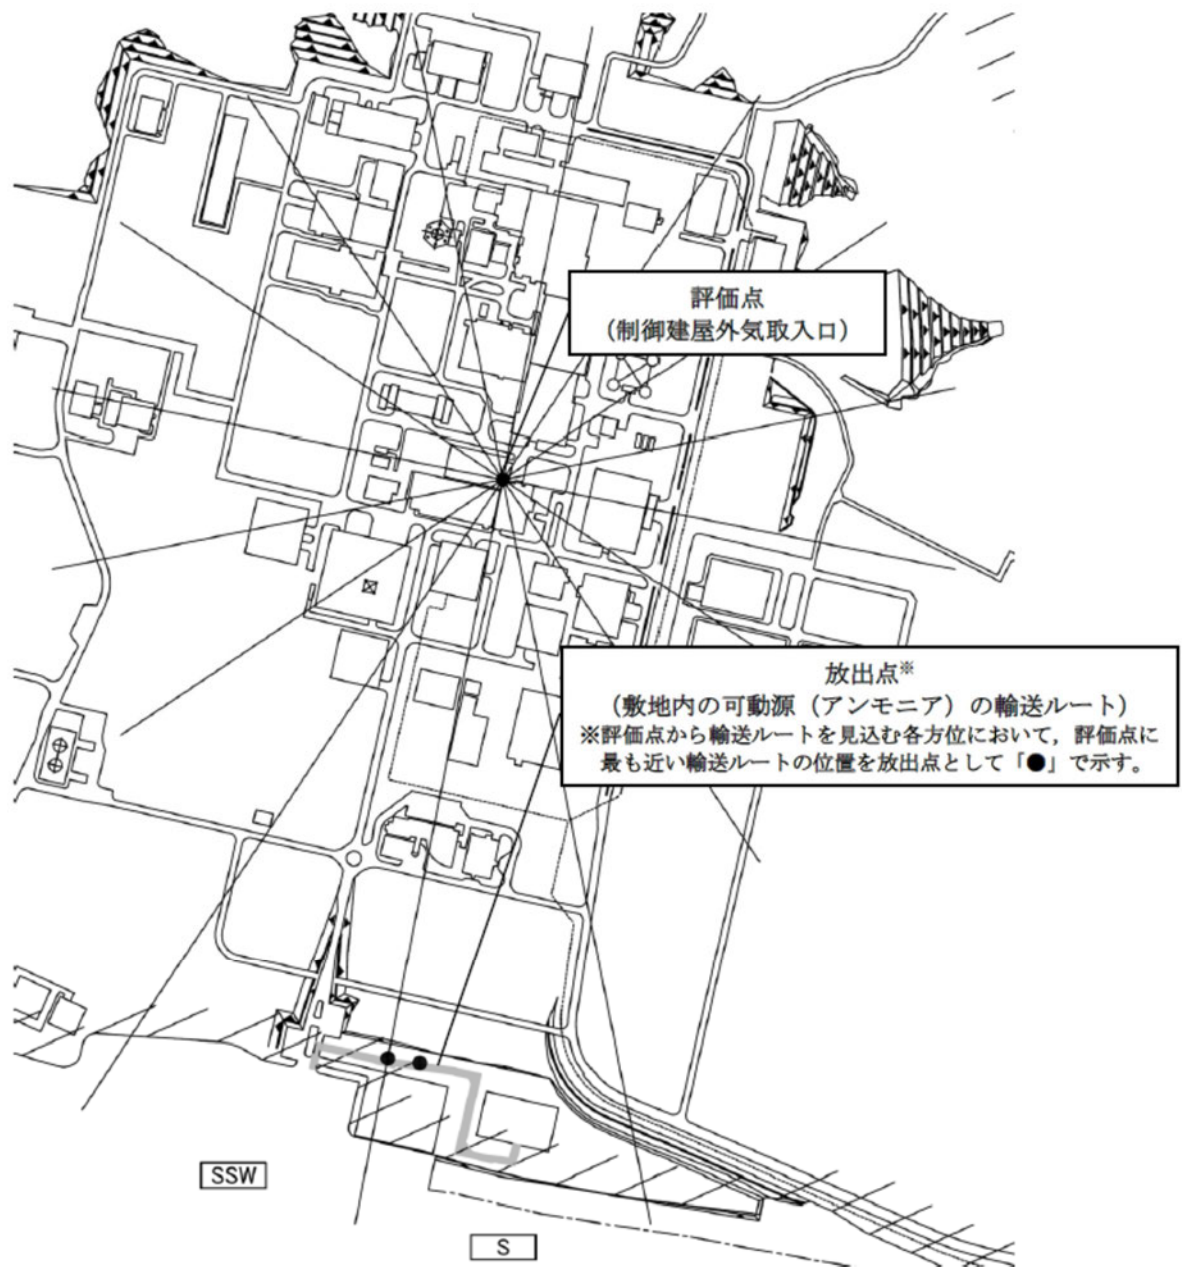 評価点
（制御建屋外気取入口）
放出点※
（敷地内の可動源（アンモニア）の輸送ルート）
※評価点から輸送ルートを見込む各方位において，評価点に
最も近い輸送ルートの位置を放出点として「●」で示す。
SSW
S